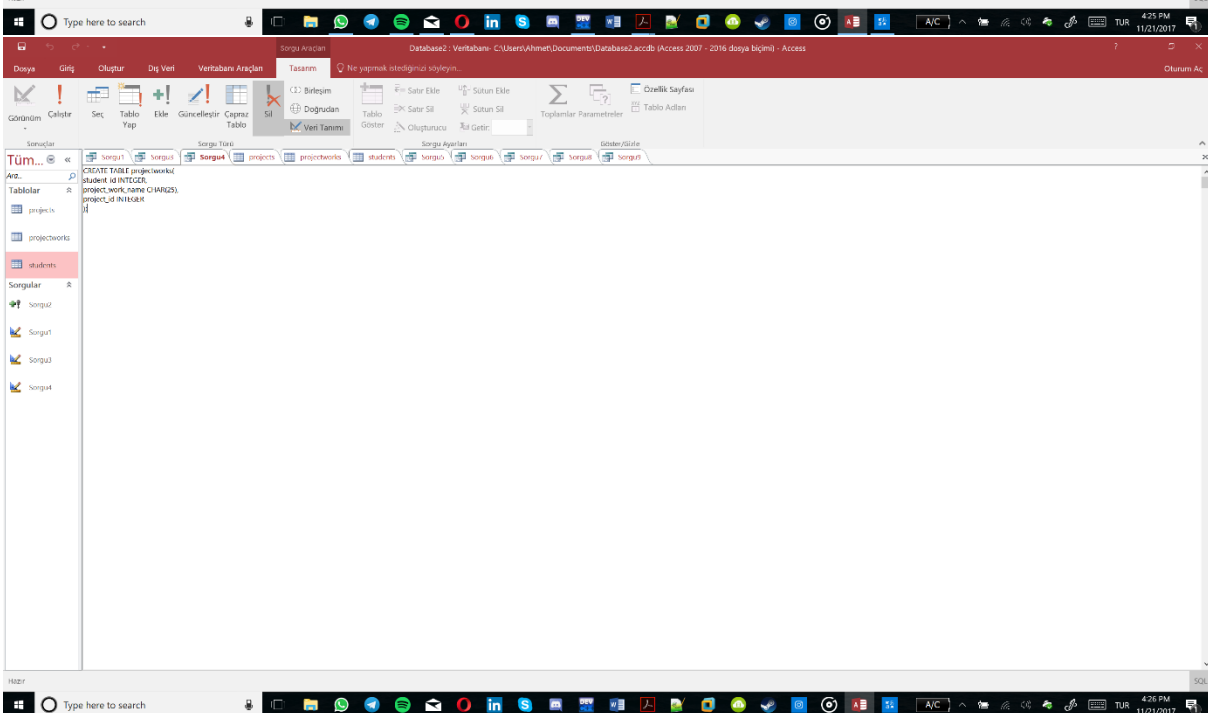 Type here to search
A/C
TUR
4:25 PM
11/21/2017
Sorgu Araçları
Database2 : Veritabanı- C:\Users\Ahmet\Documents\Database2.accdb (Access 2007 - 2016 dosya biçimi) - Access
?
Dosya Giriş Oluştur Dış Veri Veritabanı Araçları Tasarım Ne yapmak istediğinizi söyleyin... Oturum Aç
Görünüm Çalıştır Seç Tablo Yap Ekle Güncelleştir Çapraz Tablo Sil
Birleşim
Doğrudan
Veri Tanımı
Tablo Göster
Satır Ekle
Satır Sil
Oluşturucu
Sütun Ekle
Sütun Sil
Getir:
Toplamlar Parametreler
Özellik Sayfası
Tablo Adları
Sonuçlar Sorgu Türü Sorgu Ayarları Göster/Gizle
Tüm... «
Sorgu1 Sorgu3 Sorgu4 projects projectworks students Sorgu5 Sorgu6 Sorgu7 Sorgu8 Sorgu9
Ara..
Tablolar
projects
projectworks
students
Sorgular
Sorgu2
Sorgu1
Sorgu3
Sorgu4
CREATE TABLE projectworks(
student_id INTEGER,
project_work_name CHAR(25),
project_id INTEGER
);
Hazır
SQL
Type here to search
A/C
TUR
4:26 PM
11/21/2017